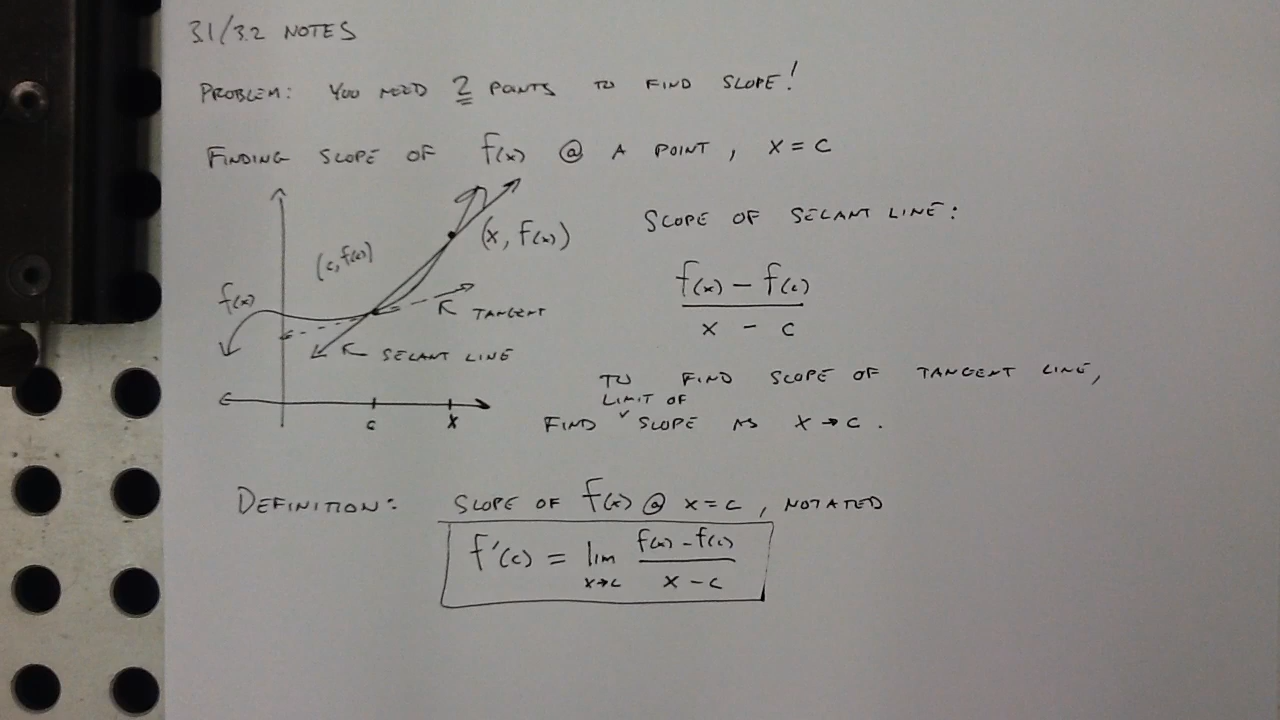 3.1/3.2 NOTES
PROBLEM: YOU NEED 2 POINTS TO FIND SLOPE!
FINDING SLOPE OF f(x) @ A POINT, X = C
(x, f(x))
(c, f(c))
f(x)
TANGENT
SECANT LINE
c x
SLOPE OF SECANT LINE:
f(x) - f(c)
x - c
TO FIND SLOPE OF TANGENT LINE,
LIMIT OF
FIND ˅ SLOPE AS X → C.
DEFINITION: SLOPE OF f(x) @ X = C, NOTATED
f'(c) = lim f(x) - f(c)
x→c x - c